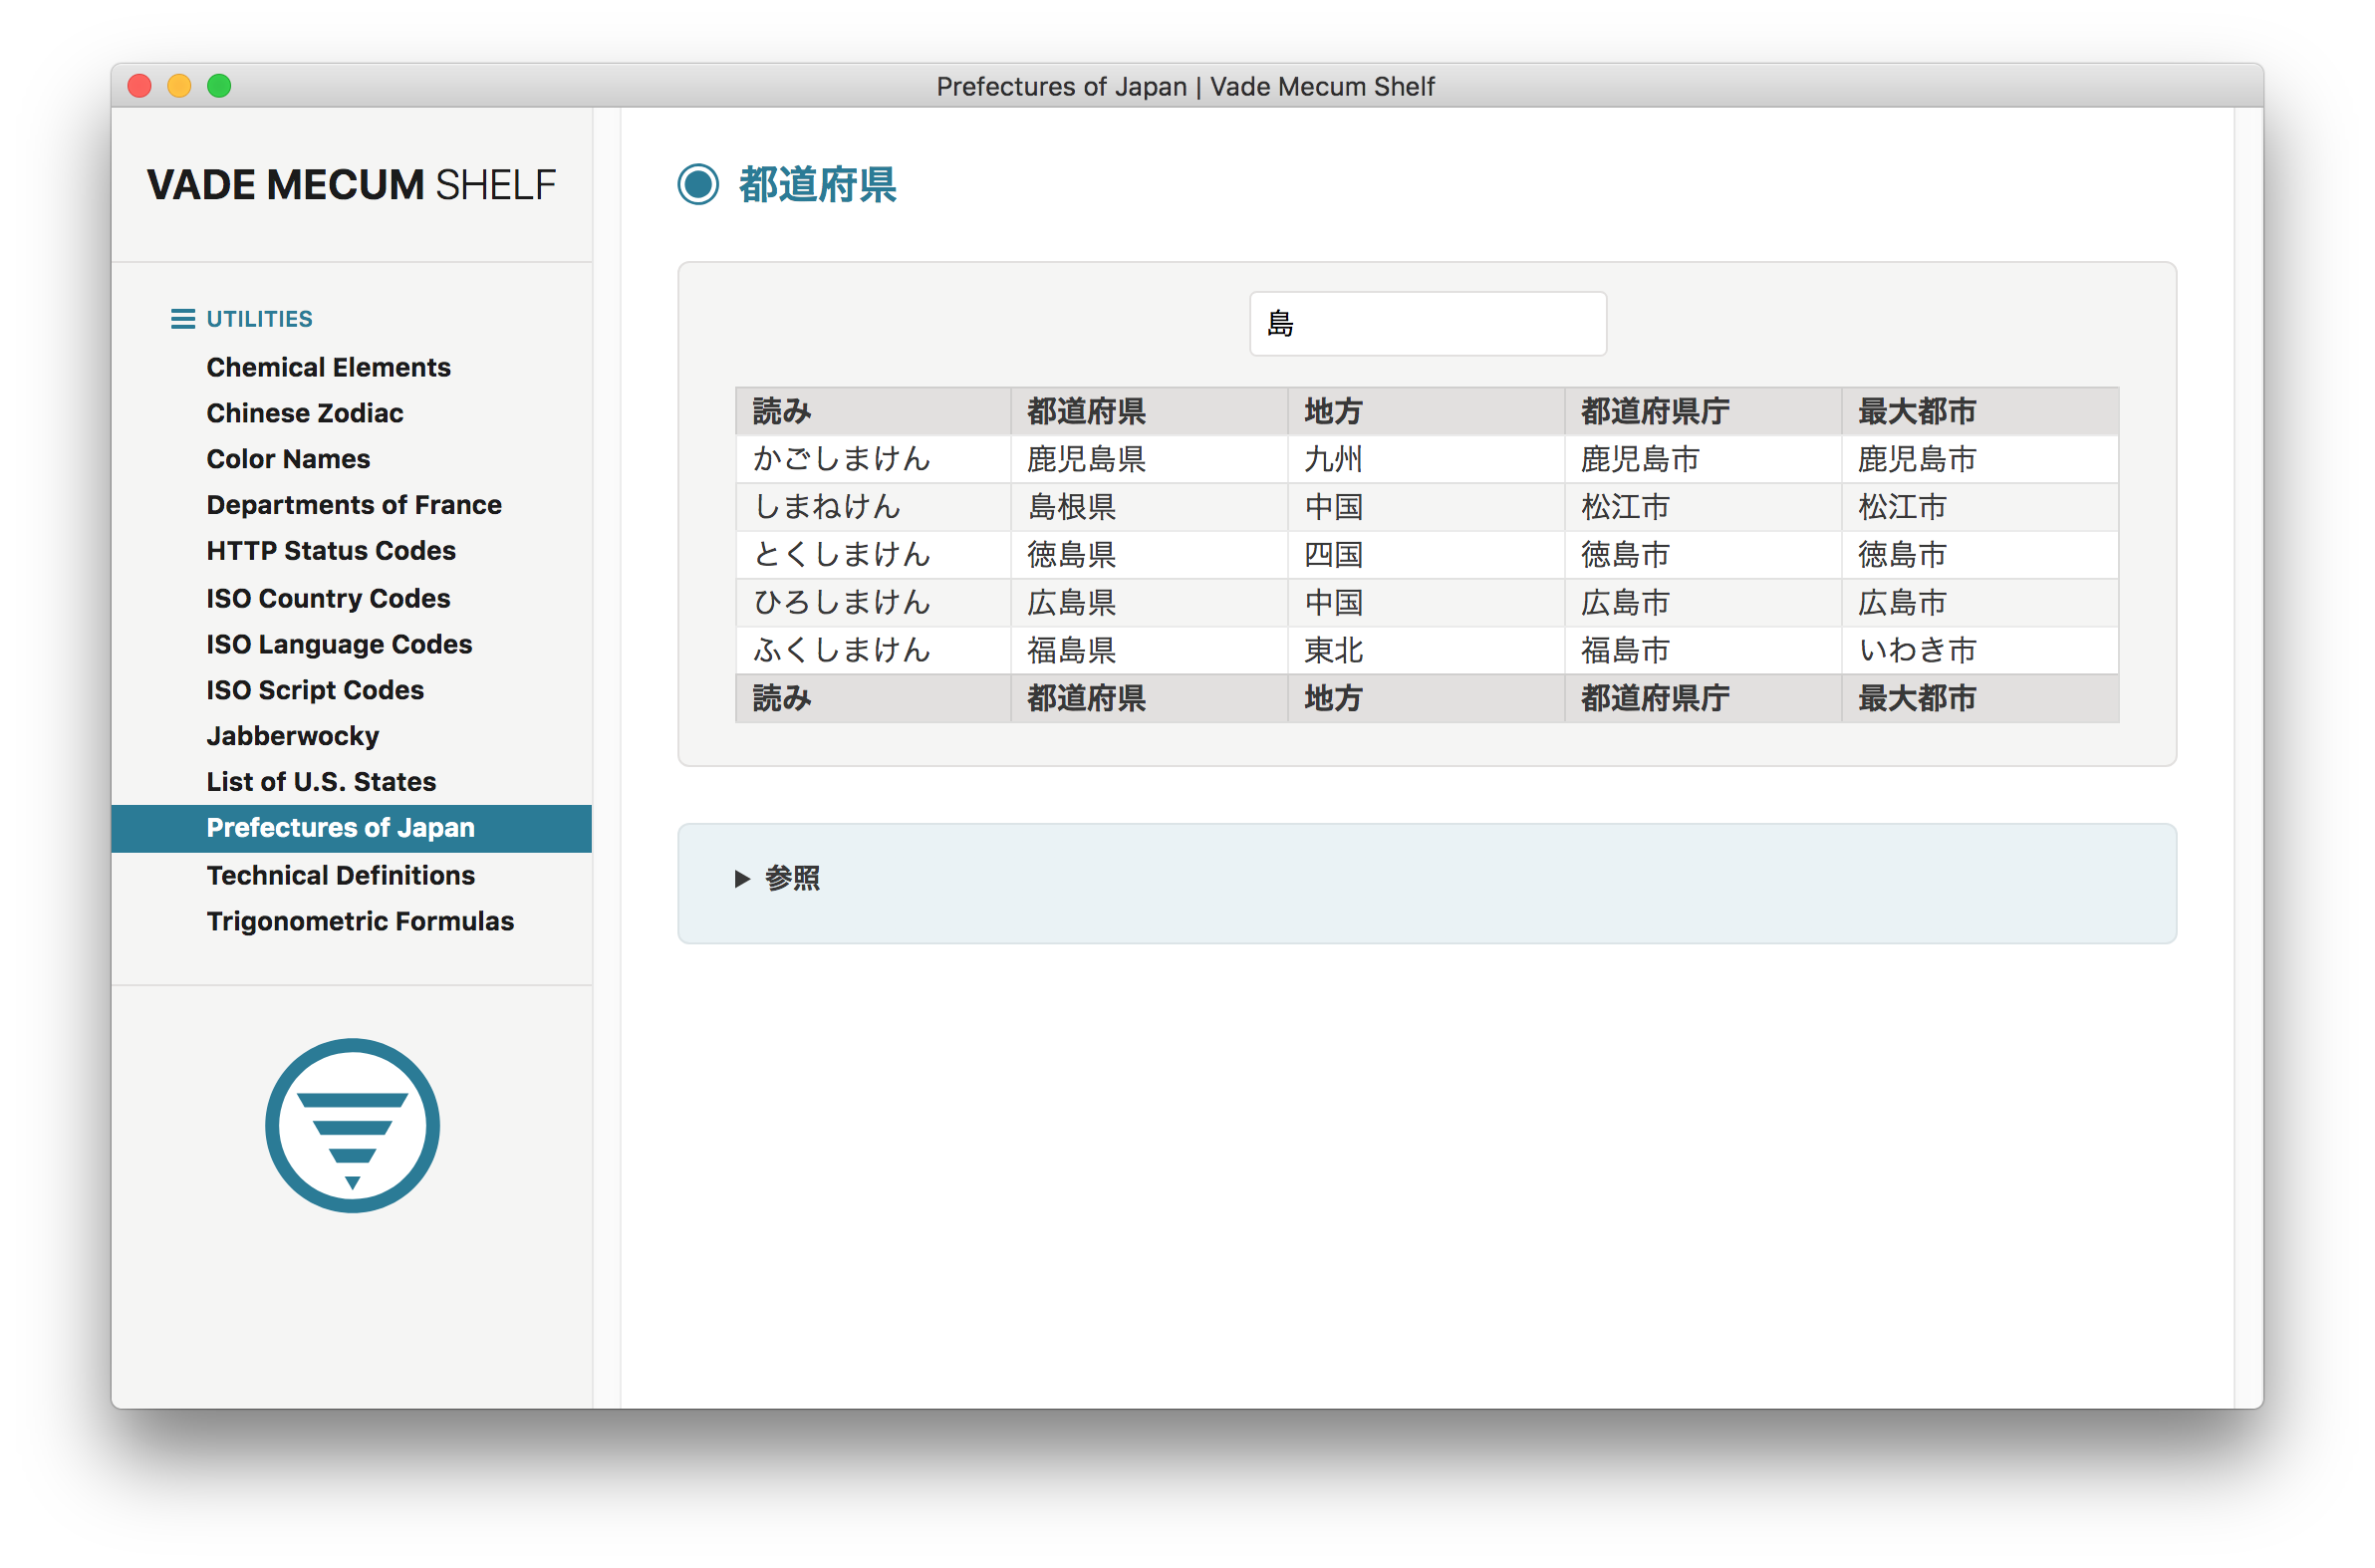 Prefectures of Japan | Vade Mecum Shelf
VADE MECUM SHELF
UTILITIES
Chemical Elements
Chinese Zodiac
Color Names
Departments of France
HTTP Status Codes
ISO Country Codes
ISO Language Codes
ISO Script Codes
Jabberwocky
List of U.S. States
Prefectures of Japan
Technical Definitions
Trigonometric Formulas
都道府県
島
読み 都道府県 地方 都道府県庁 最大都市
かごしまけん 鹿児島県 九州 鹿児島市 鹿児島市
しまねけん 島根県 中国 松江市 松江市
とくしまけん 徳島県 四国 徳島市 徳島市
ひろしまけん 広島県 中国 広島市 広島市
ふくしまけん 福島県 東北 福島市 いわき市
読み 都道府県 地方 都道府県庁 最大都市
参照